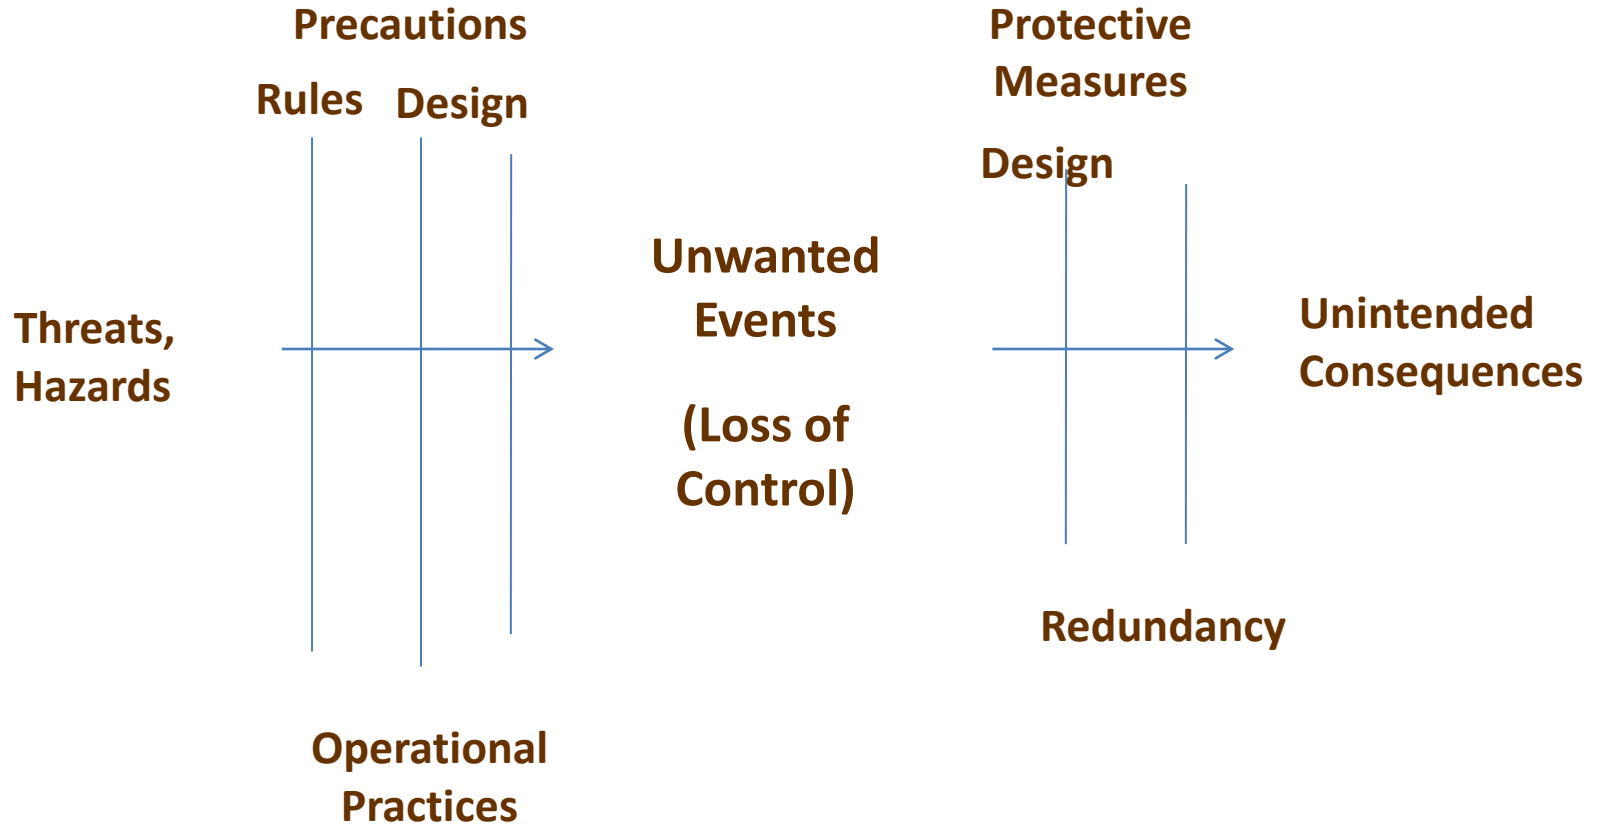 Precautions
Rules
Design
Threats,
Hazards
Operational
Practices
Unwanted
Events
(Loss of
Control)
Protective
Measures
Design
Redundancy
Unintended
Consequences